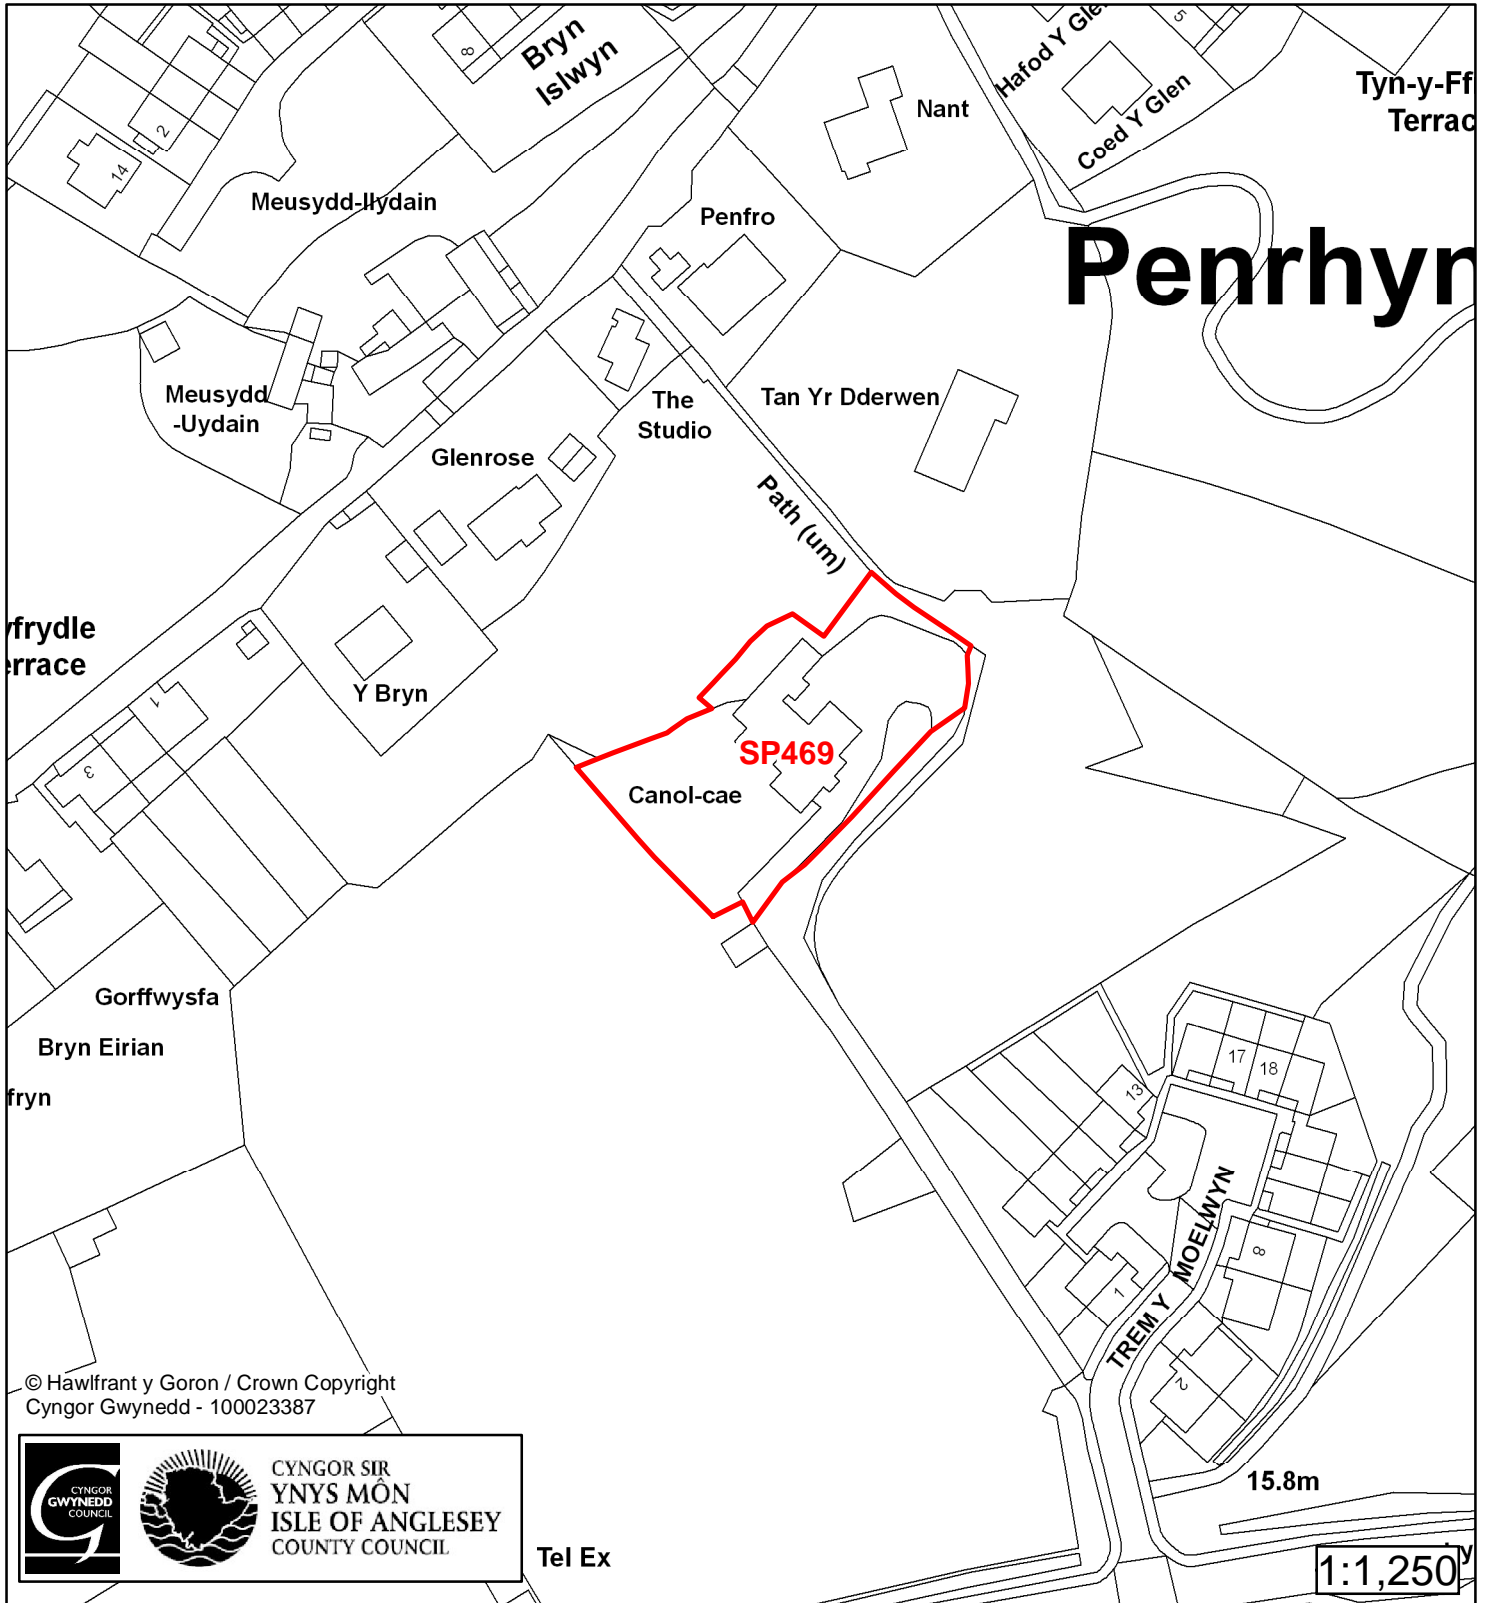 Bryn
Islwyn
8
Hafod Y Glen
5
Coed Y Glen
Tyn-y-Ff
Terrac
Nant
2
14
Meusydd-llydain
Penfro
Penrhyn
Meusydd
-Uydain
The
Studio
Tan Yr Dderwen
Glenrose
Path (um)
yfrydle
errace
Y Bryn
1
3
SP469
Canol-cae
Gorffwysfa
Bryn Eirian
fryn
17
18
13
8
1
2
TREM Y MOELWYN
© Hawlfrant y Goron / Crown Copyright
Cyngor Gwynedd - 100023387
CYNGOR
GWYNEDD
COUNCIL
CYNGOR SIR
YNYS MÔN
ISLE OF ANGLESEY
COUNTY COUNCIL
Tel Ex
15.8m
1:1,250